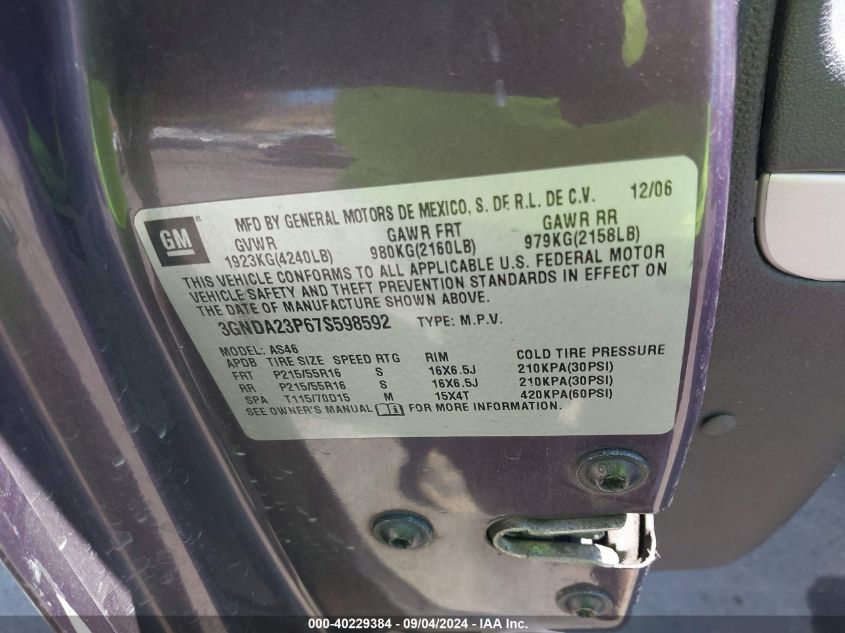 GM
MFD BY GENERAL MOTORS DE MEXICO, S. DE R.L. DE C.V. 12/06
GVWR GAWR FRT GAWR RR
1923KG(4240LB) 980KG(2160LB) 979KG(2158LB)
THIS VEHICLE CONFORMS TO ALL APPLICABLE U.S. FEDERAL MOTOR
VEHICLE SAFETY AND THEFT PREVENTION STANDARDS IN EFFECT ON
THE DATE OF MANUFACTURE SHOWN ABOVE.
3GNDA23P67S598592 TYPE: M.P.V.
MODEL: AS46
APDB TIRE SIZE SPEED RTG RIM COLD TIRE PRESSURE
FRT P215/55R16 S 16X6.5J 210KPA(30PSI)
RR P215/55R16 S 16X6.5J 210KPA(30PSI)
SPA T115/70D15 M 15X4T 420KPA(60PSI)
SEE OWNER'S MANUAL FOR MORE INFORMATION.
000-40229384 - 09/04/2024 - IAA Inc.